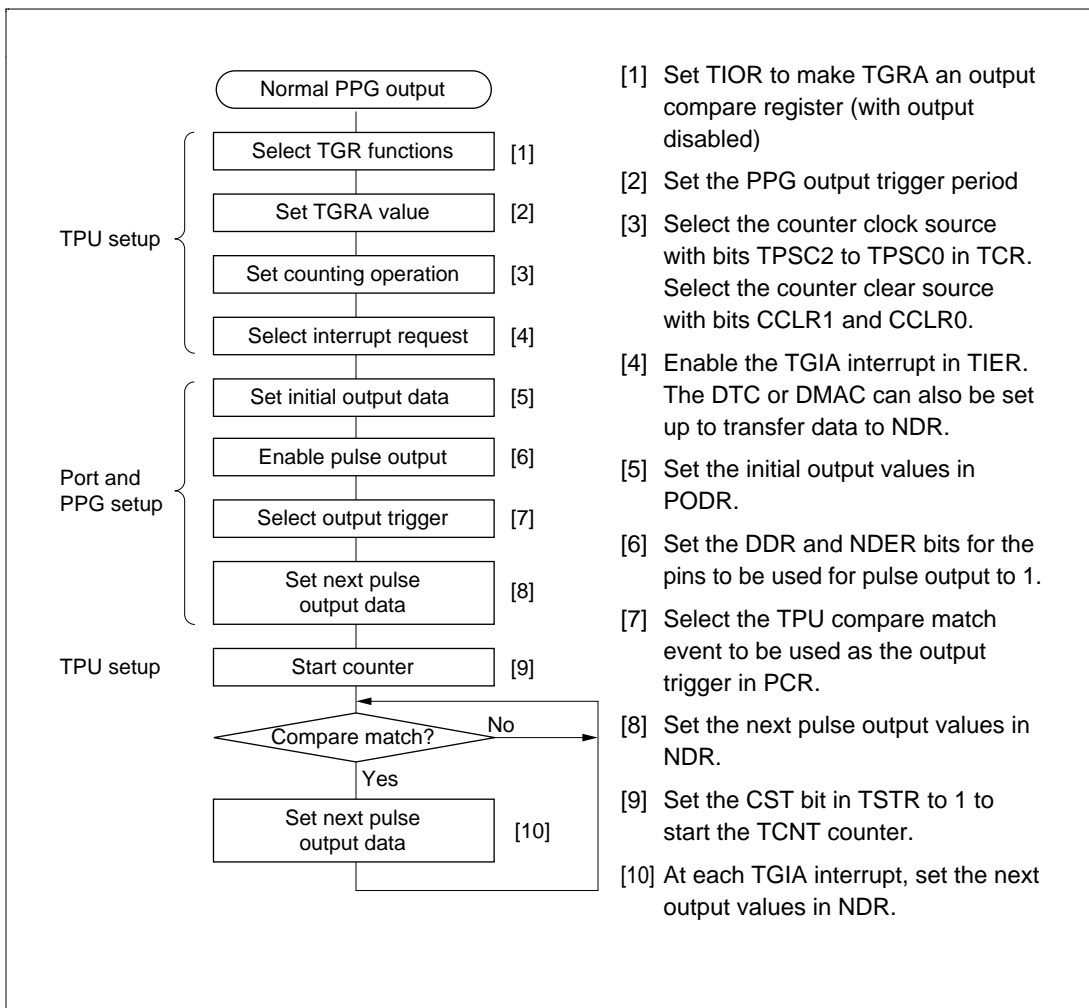 Normal PPG output
Select TGR functions [1]
Set TGRA value [2]
TPU setup
Set counting operation [3]
Select interrupt request [4]
Set initial output data [5]
Enable pulse output [6]
Port and
PPG setup
Select output trigger [7]
Set next pulse
output data
[8]
TPU setup
Start counter [9]
Compare match?
No
Yes
Set next pulse
output data
[10]
[1] Set TIOR to make TGRA an output
compare register (with output
disabled)
[2] Set the PPG output trigger period
[3] Select the counter clock source
with bits TPSC2 to TPSC0 in TCR.
Select the counter clear source
with bits CCLR1 and CCLR0.
[4] Enable the TGIA interrupt in TIER.
The DTC or DMAC can also be set
up to transfer data to NDR.
[5] Set the initial output values in
PODR.
[6] Set the DDR and NDER bits for the
pins to be used for pulse output to 1.
[7] Select the TPU compare match
event to be used as the output
trigger in PCR.
[8] Set the next pulse output values in
NDR.
[9] Set the CST bit in TSTR to 1 to
start the TCNT counter.
[10] At each TGIA interrupt, set the next
output values in NDR.